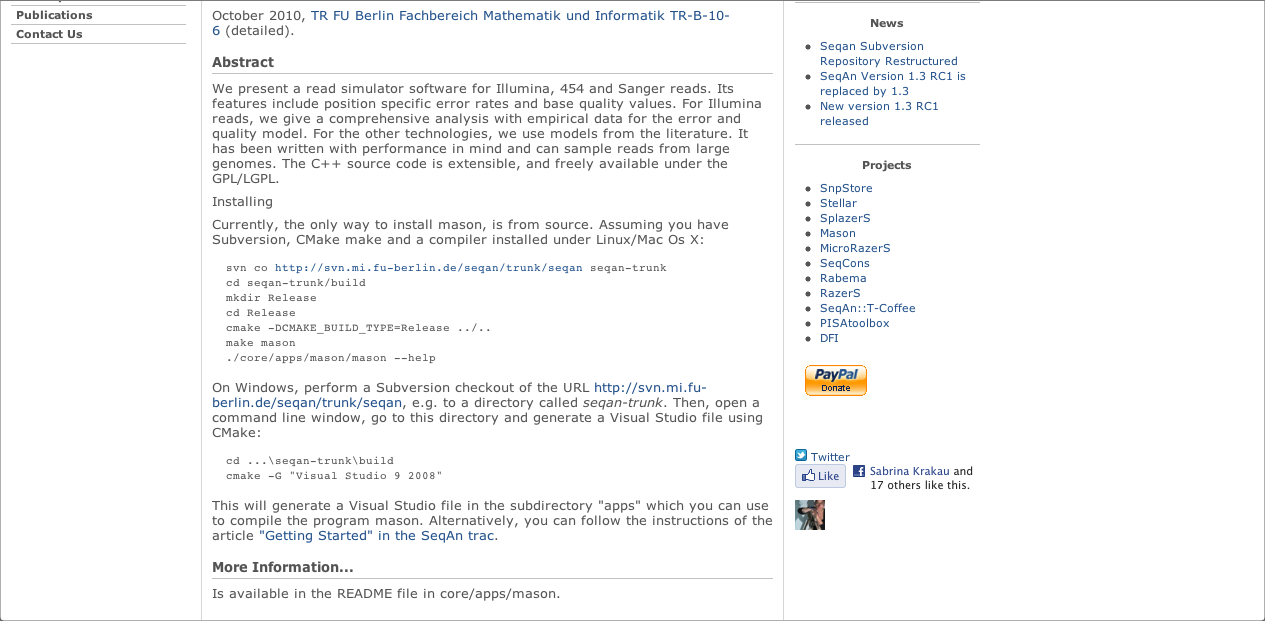 Publications
Contact Us
October 2010, TR FU Berlin Fachbereich Mathematik und Informatik TR-B-10-
6 (detailed).
Abstract
We present a read simulator software for Illumina, 454 and Sanger reads. Its
features include position specific error rates and base quality values. For Illumina
reads, we give a comprehensive analysis with empirical data for the error and
quality model. For the other technologies, we use models from the literature. It
has been written with performance in mind and can sample reads from large
genomes. The C++ source code is extensible, and freely available under the
GPL/LGPL.
Installing
Currently, the only way to install mason, is from source. Assuming you have
Subversion, CMake make and a compiler installed under Linux/Mac Os X:
svn co http://svn.mi.fu-berlin.de/seqan/trunk/seqan seqan-trunk
cd seqan-trunk/build
mkdir Release
cd Release
cmake -DCMAKE_BUILD_TYPE=Release ../..
make mason
./core/apps/mason/mason --help
On Windows, perform a Subversion checkout of the URL http://svn.mi.fu-
berlin.de/seqan/trunk/seqan, e.g. to a directory called seqan-trunk. Then, open a
command line window, go to this directory and generate a Visual Studio file using
CMake:
cd ...\seqan-trunk\build
cmake -G "Visual Studio 9 2008"
This will generate a Visual Studio file in the subdirectory "apps" which you can use
to compile the program mason. Alternatively, you can follow the instructions of the
article "Getting Started" in the SeqAn trac.
More Information...
Is available in the README file in core/apps/mason.
News
Seqan Subversion
Repository Restructured
SeqAn Version 1.3 RC1 is
replaced by 1.3
New version 1.3 RC1
released
Projects
SnpStore
Stellar
SplazerS
Mason
MicroRazerS
SeqCons
Rabema
RazerS
SeqAn::T-Coffee
PISAtoolbox
DFI
PayPal
Donate
Twitter
Like
Sabrina Krakau and
17 others like this.